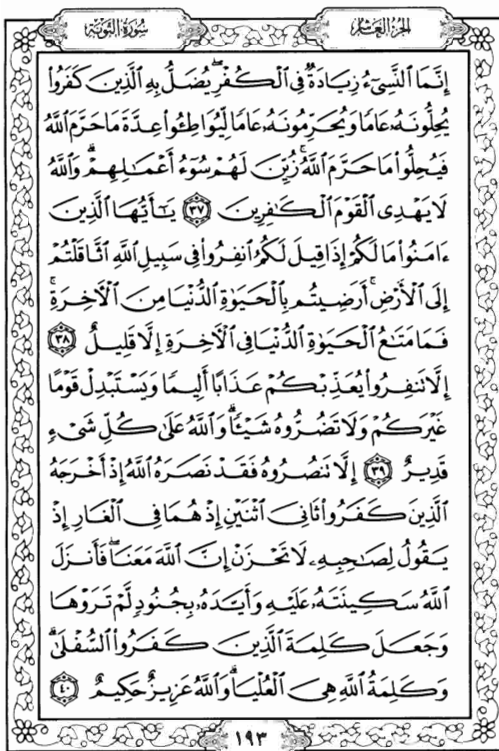 الجزء العاشر
سورة التوبة
إِنَّمَا ٱلنَّسِىٓءُ زِيَادَةٌ فِى ٱلْكُفْرِ ۖ يُضَلُّ بِهِ ٱلَّذِينَ كَفَرُوا۟
يُحِلُّونَهُۥ عَامًا وَيُحَرِّمُونَهُۥ عَامًا لِّيُوَاطِـُٔوا۟ عِدَّةَ مَا حَرَّمَ ٱللَّهُ
فَيُحِلُّوا۟ مَا حَرَّمَ ٱللَّهُ ۚ زُيِّنَ لَهُمْ سُوٓءُ أَعْمَـٰلِهِمْ ۗ وَٱللَّهُ
لَا يَهْدِى ٱلْقَوْمَ ٱلْكَـٰفِرِينَ ٣٧ يَـٰٓأَيُّهَا ٱلَّذِينَ
ءَامَنُوا۟ مَا لَكُمْ إِذَا قِيلَ لَكُمُ ٱنفِرُوا۟ فِى سَبِيلِ ٱللَّهِ ٱثَّاقَلْتُمْ
إِلَى ٱلْأَرْضِ ۚ أَرَضِيتُم بِٱلْحَيَوٰةِ ٱلدُّنْيَا مِنَ ٱلْـَٔاخِرَةِ ۚ
فَمَا مَتَـٰعُ ٱلْحَيَوٰةِ ٱلدُّنْيَا فِى ٱلْـَٔاخِرَةِ إِلَّا قَلِيلٌ ٣٨
إِلَّا تَنفِرُوا۟ يُعَذِّبْكُمْ عَذَابًا أَلِيمًا وَيَسْتَبْدِلْ قَوْمًا
غَيْرَكُمْ وَلَا تَضُرُّوهُ شَيْـًٔا ۗ وَٱللَّهُ عَلَىٰ كُلِّ شَىْءٍ
قَدِيرٌ ٣٩ إِلَّا تَنصُرُوهُ فَقَدْ نَصَرَهُ ٱللَّهُ إِذْ أَخْرَجَهُ
ٱلَّذِينَ كَفَرُوا۟ ثَانِىَ ٱثْنَيْنِ إِذْ هُمَا فِى ٱلْغَارِ إِذْ
يَقُولُ لِصَـٰحِبِهِۦ لَا تَحْزَنْ إِنَّ ٱللَّهَ مَعَنَا ۖ فَأَنزَلَ
ٱللَّهُ سَكِينَتَهُۥ عَلَيْهِ وَأَيَّدَهُۥ بِجُنُودٍ لَّمْ تَرَوْهَا
وَجَعَلَ كَلِمَةَ ٱلَّذِينَ كَفَرُوا۟ ٱلسُّفْلَىٰ ۗ
وَكَلِمَةُ ٱللَّهِ هِىَ ٱلْعُلْيَا ۗ وَٱللَّهُ عَزِيزٌ حَكِيمٌ ٤٠
١٩٣